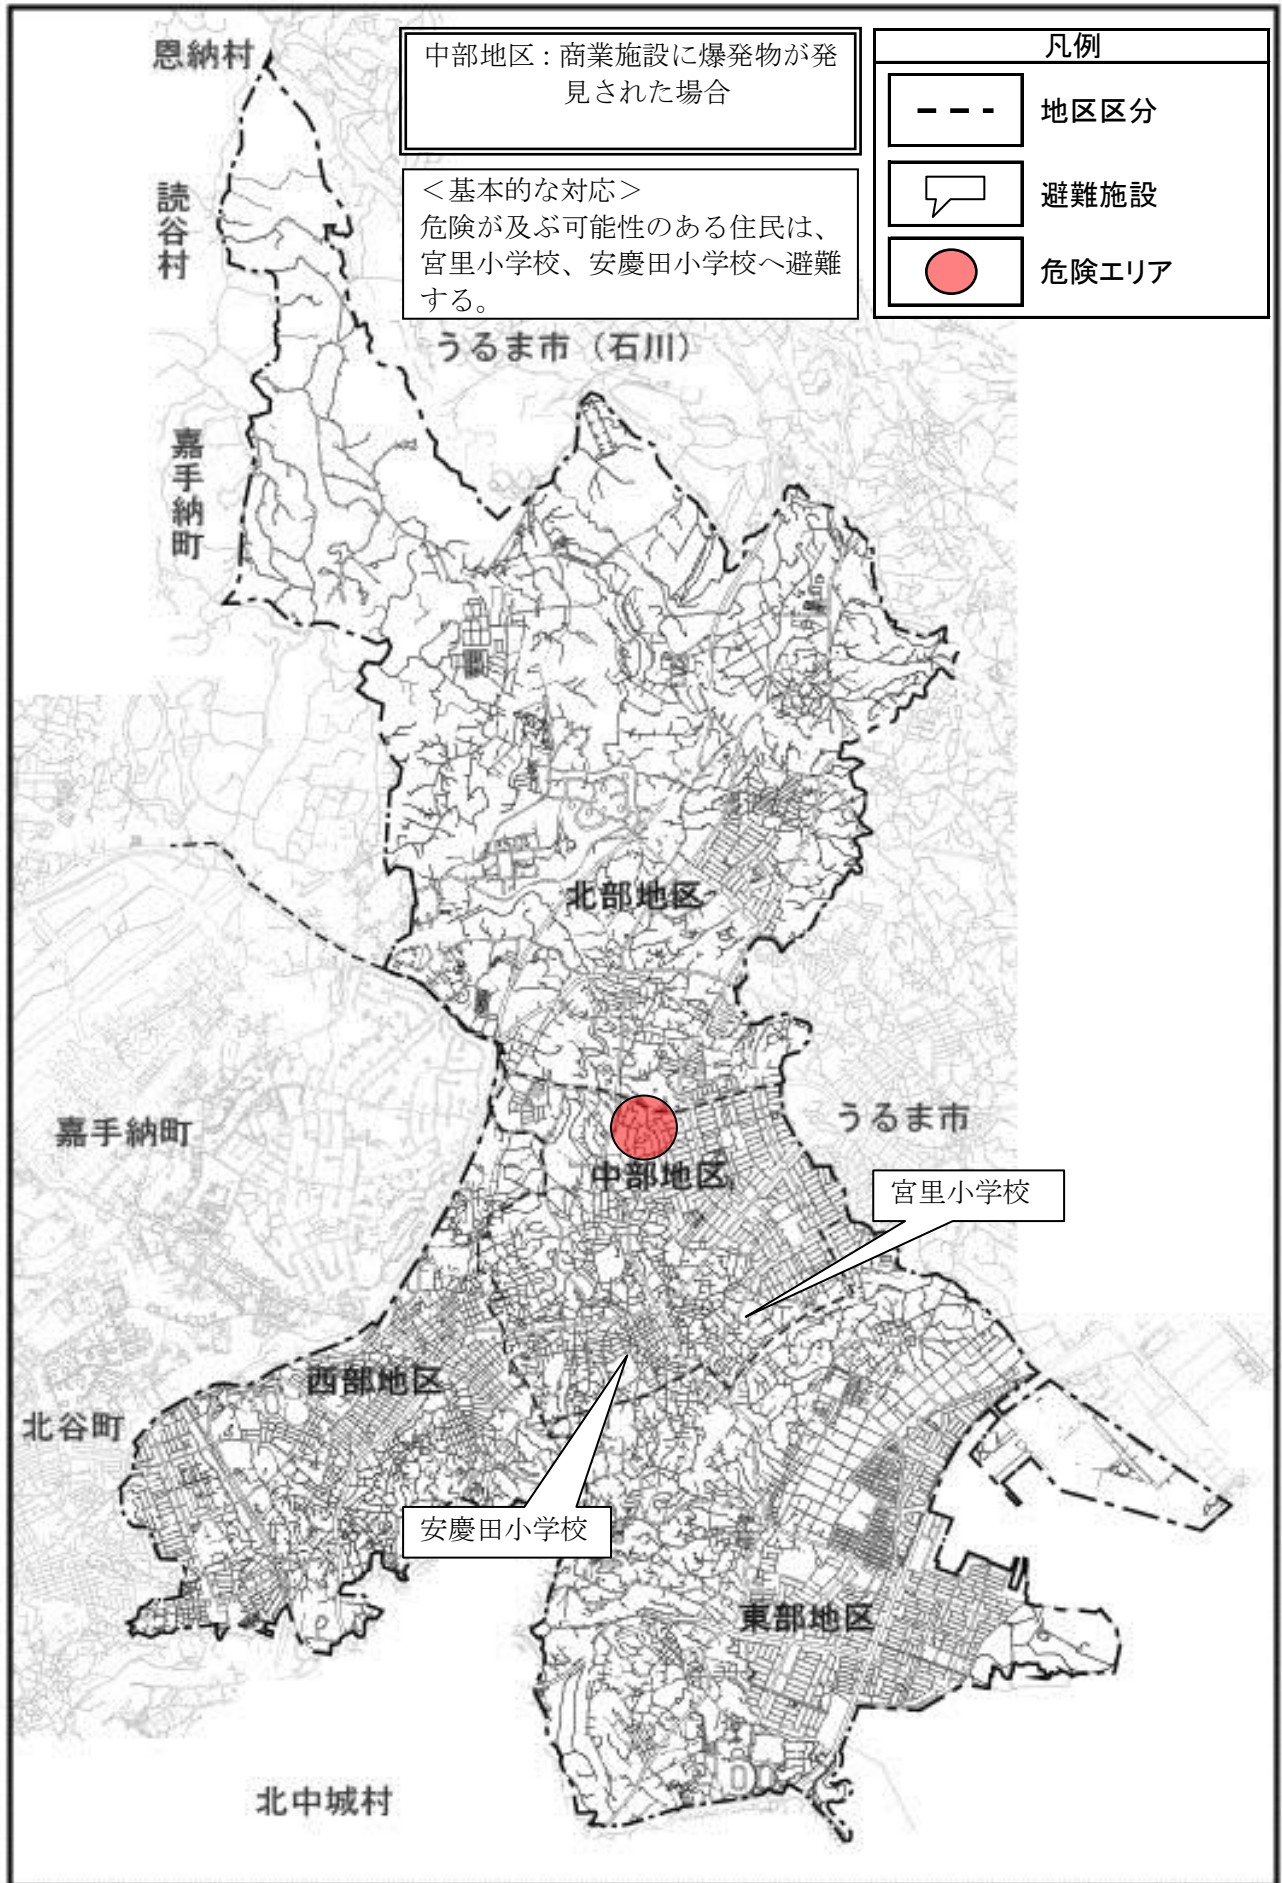 恩納村
中部地区：商業施設に爆発物が発
見された場合
凡例
地区区分
避難施設
危険エリア
＜基本的な対応＞
危険が及ぶ可能性のある住民は、
宮里小学校、安慶田小学校へ避難
する。
読谷村
うるま市（石川）
嘉手納町
北部地区
嘉手納町
うるま市
中部地区
宮里小学校
西部地区
北谷町
安慶田小学校
東部地区
北中城村